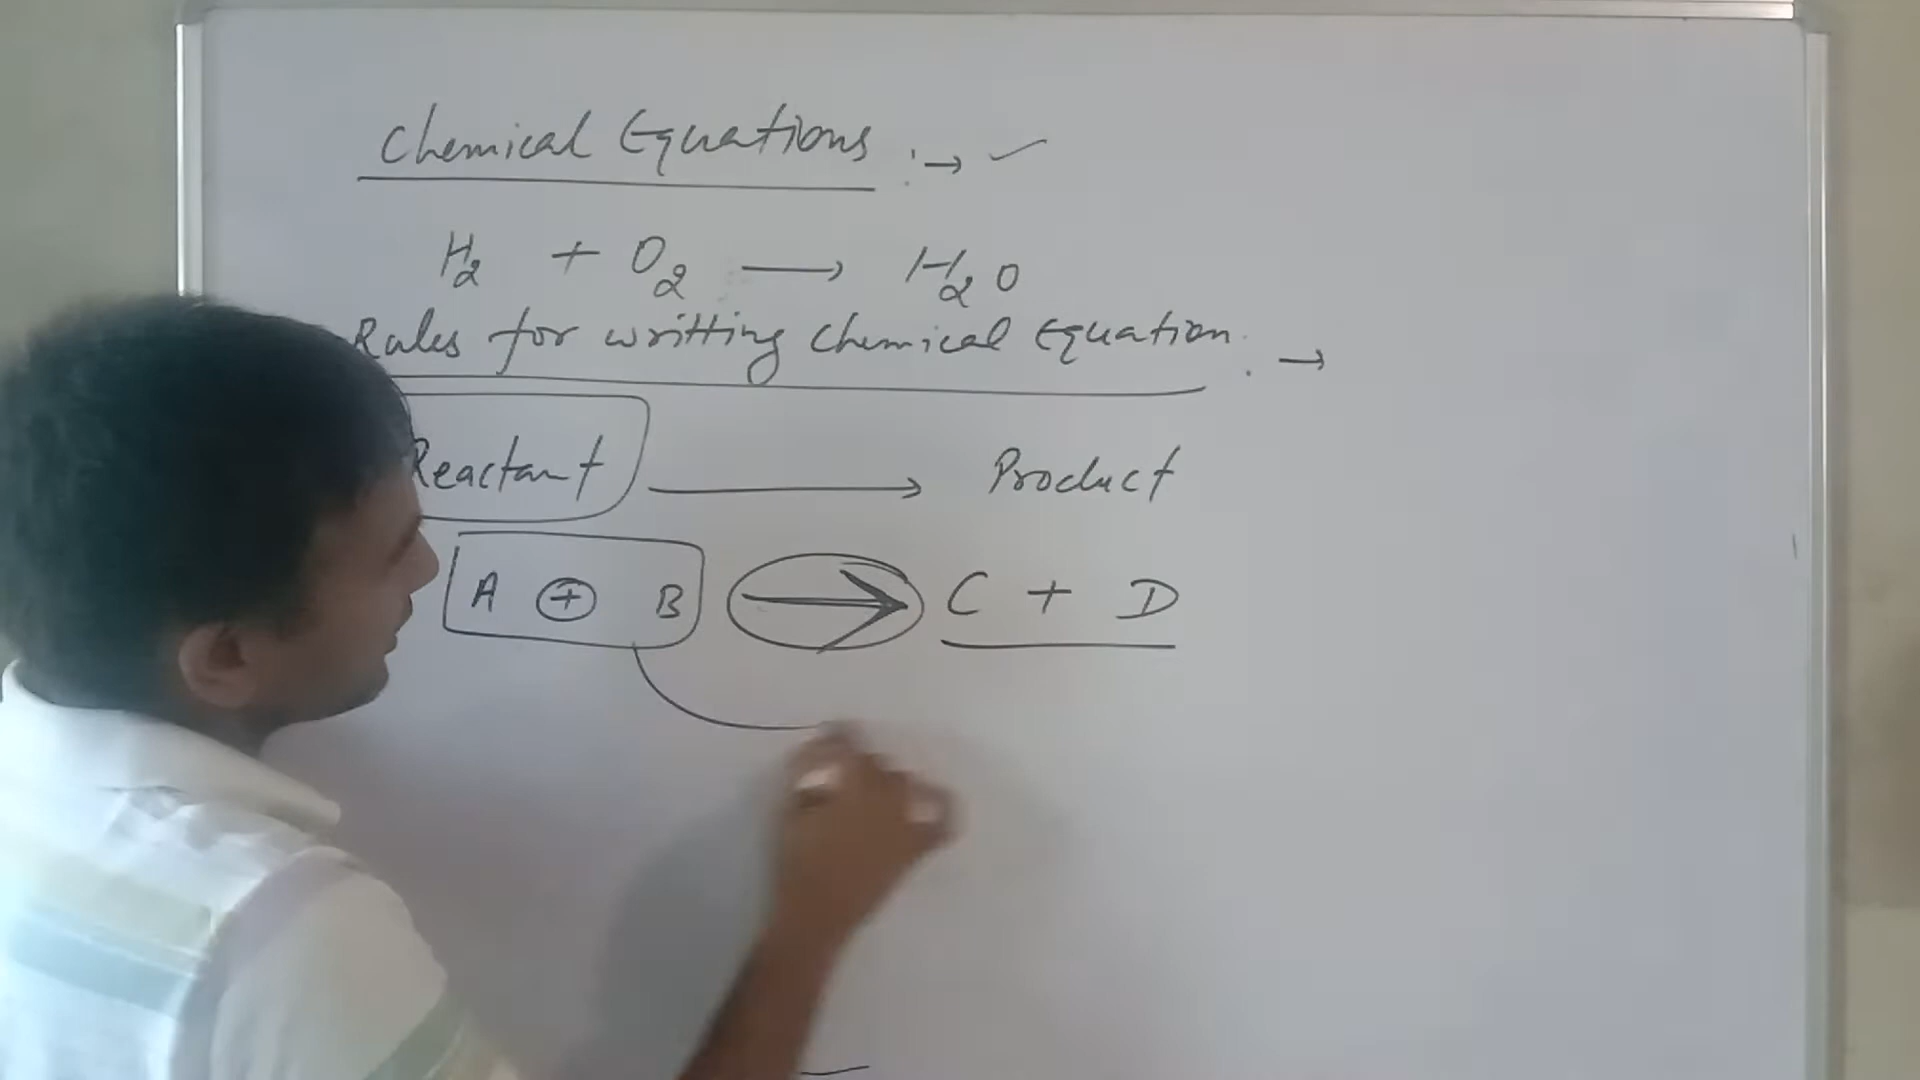 Chemical Equations :→ ✓
H₂ + O₂ → H₂O
Rules for writting Chemical Equation :→
Reactant → Product
A + B → C + D